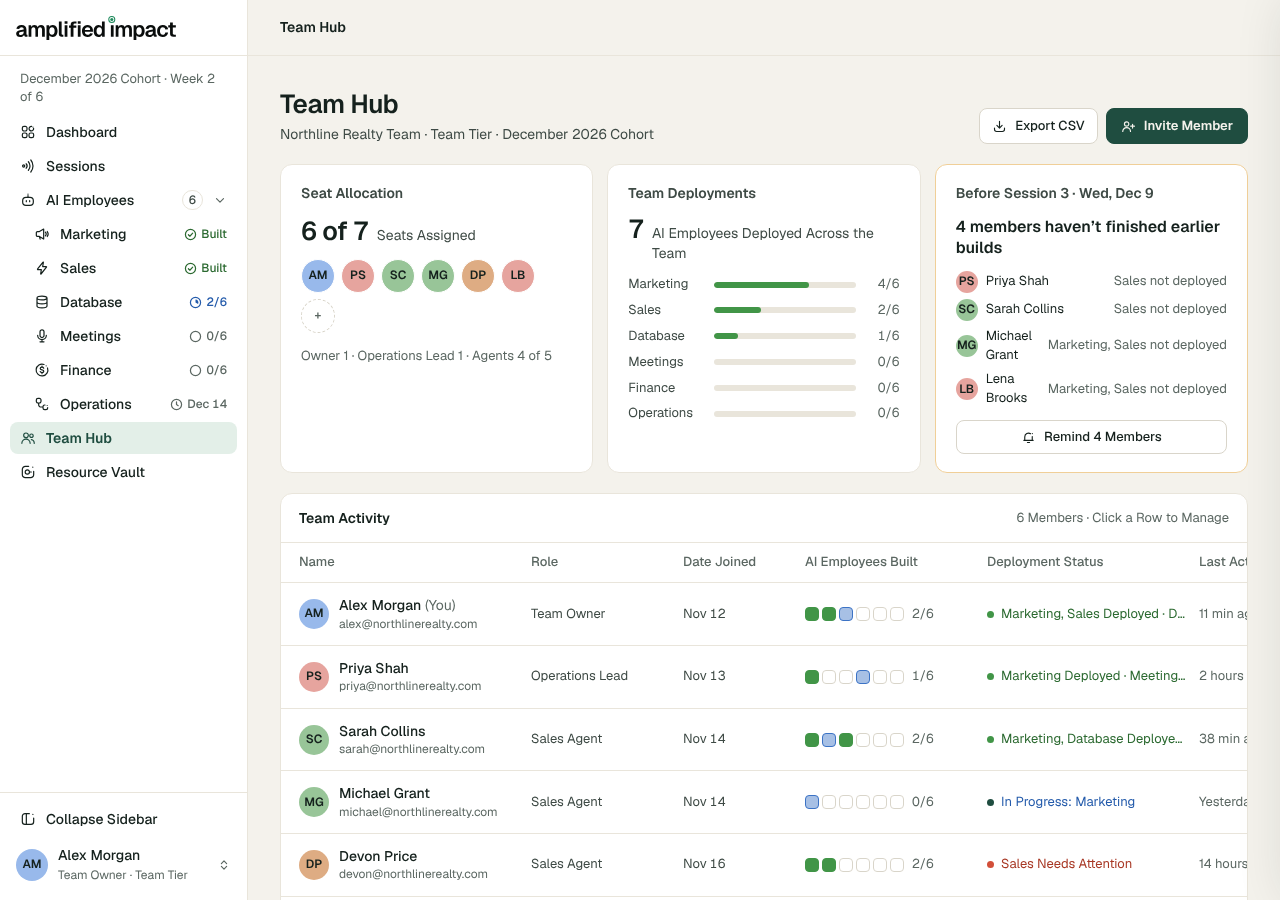 amplified impact
Team Hub
December 2026 Cohort · Week 2
of 6
Dashboard
Sessions
AI Employees 6
Marketing Built
Sales Built
Database 2/6
Meetings 0/6
Finance 0/6
Operations Dec 14
Team Hub
Resource Vault
Collapse Sidebar
AM
Alex Morgan
Team Owner · Team Tier
Team Hub
Northline Realty Team · Team Tier · December 2026 Cohort
Export CSV
Invite Member
Seat Allocation
6 of 7 Seats Assigned
AM PS SC MG DP LB
+
Owner 1 · Operations Lead 1 · Agents 4 of 5
Team Deployments
7 AI Employees Deployed Across the
Team
Marketing 4/6
Sales 2/6
Database 1/6
Meetings 0/6
Finance 0/6
Operations 0/6
Before Session 3 · Wed, Dec 9
4 members haven’t finished earlier
builds
PS Priya Shah Sales not deployed
SC Sarah Collins Sales not deployed
MG Michael
Grant Marketing, Sales not deployed
LB Lena
Brooks Marketing, Sales not deployed
Remind 4 Members
Team Activity
6 Members · Click a Row to Manage
Name Role Date Joined AI Employees Built Deployment Status Last Act
AM Alex Morgan (You) Team Owner Nov 12 2/6 Marketing, Sales Deployed · D… 11 min ag
alex@northlinerealty.com
PS Priya Shah Operations Lead Nov 13 1/6 Marketing Deployed · Meeting… 2 hours
priya@northlinerealty.com
SC Sarah Collins Sales Agent Nov 14 2/6 Marketing, Database Deploye… 38 min a
sarah@northlinerealty.com
MG Michael Grant Sales Agent Nov 14 0/6 In Progress: Marketing Yesterda
michael@northlinerealty.com
DP Devon Price Sales Agent Nov 16 2/6 Sales Needs Attention 14 hours
devon@northlinerealty.com